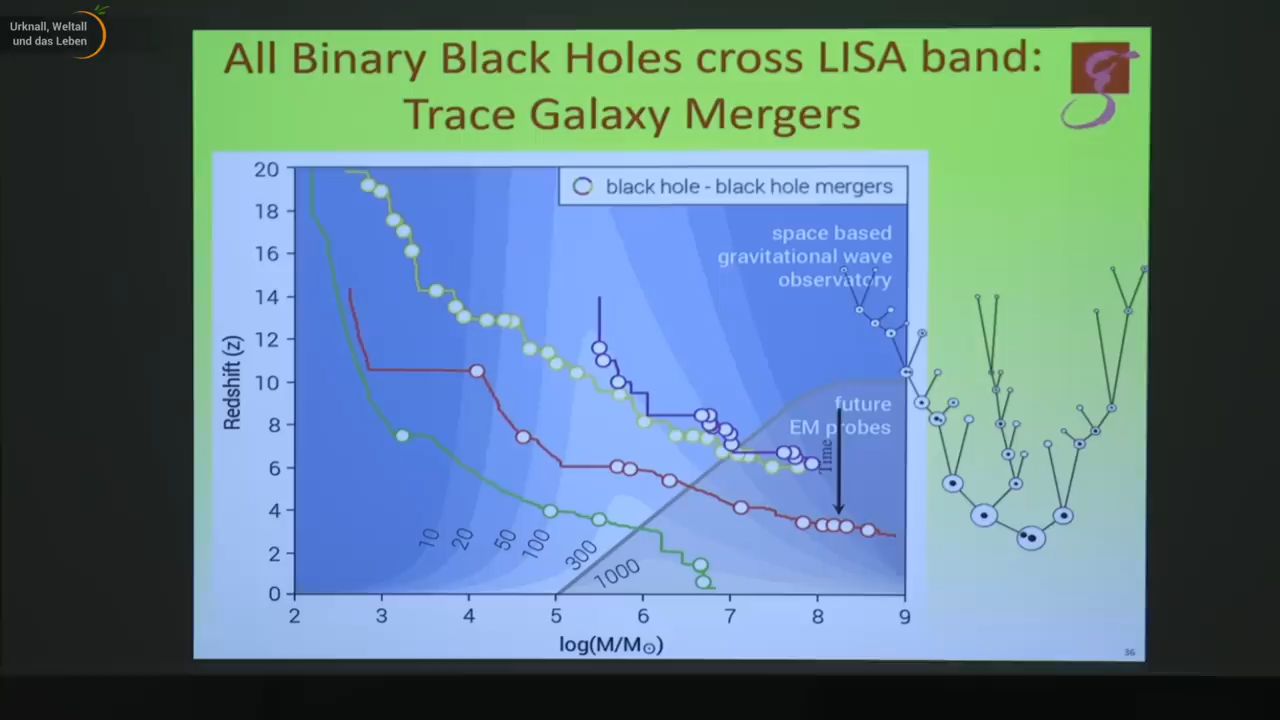 Urknall, Weltall
und das Leben
All Binary Black Holes cross LISA band:
Trace Galaxy Mergers
20
18
16
14
12
10
8
6
4
2
0
Redshift (z)
black hole - black hole mergers
space based
gravitational wave
observatory
future
EM probes
Time
10
20
50
100
300
1000
2
3
4
5
6
7
8
9
log(M/M⊙)
36